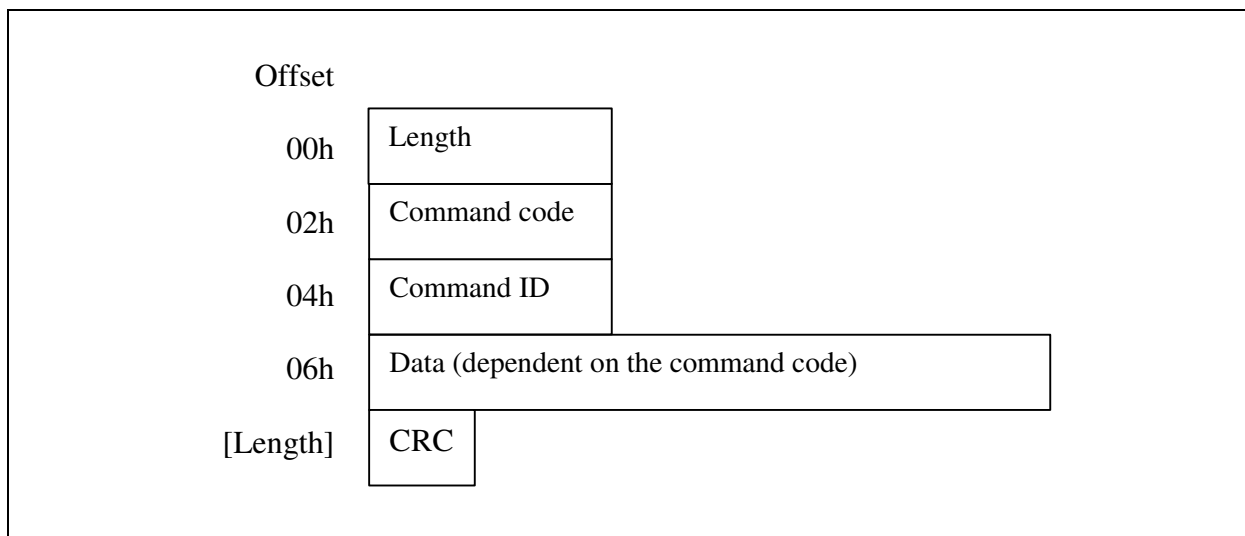 Offset
00h Length
02h Command code
04h Command ID
06h Data (dependent on the command code)
[Length] CRC